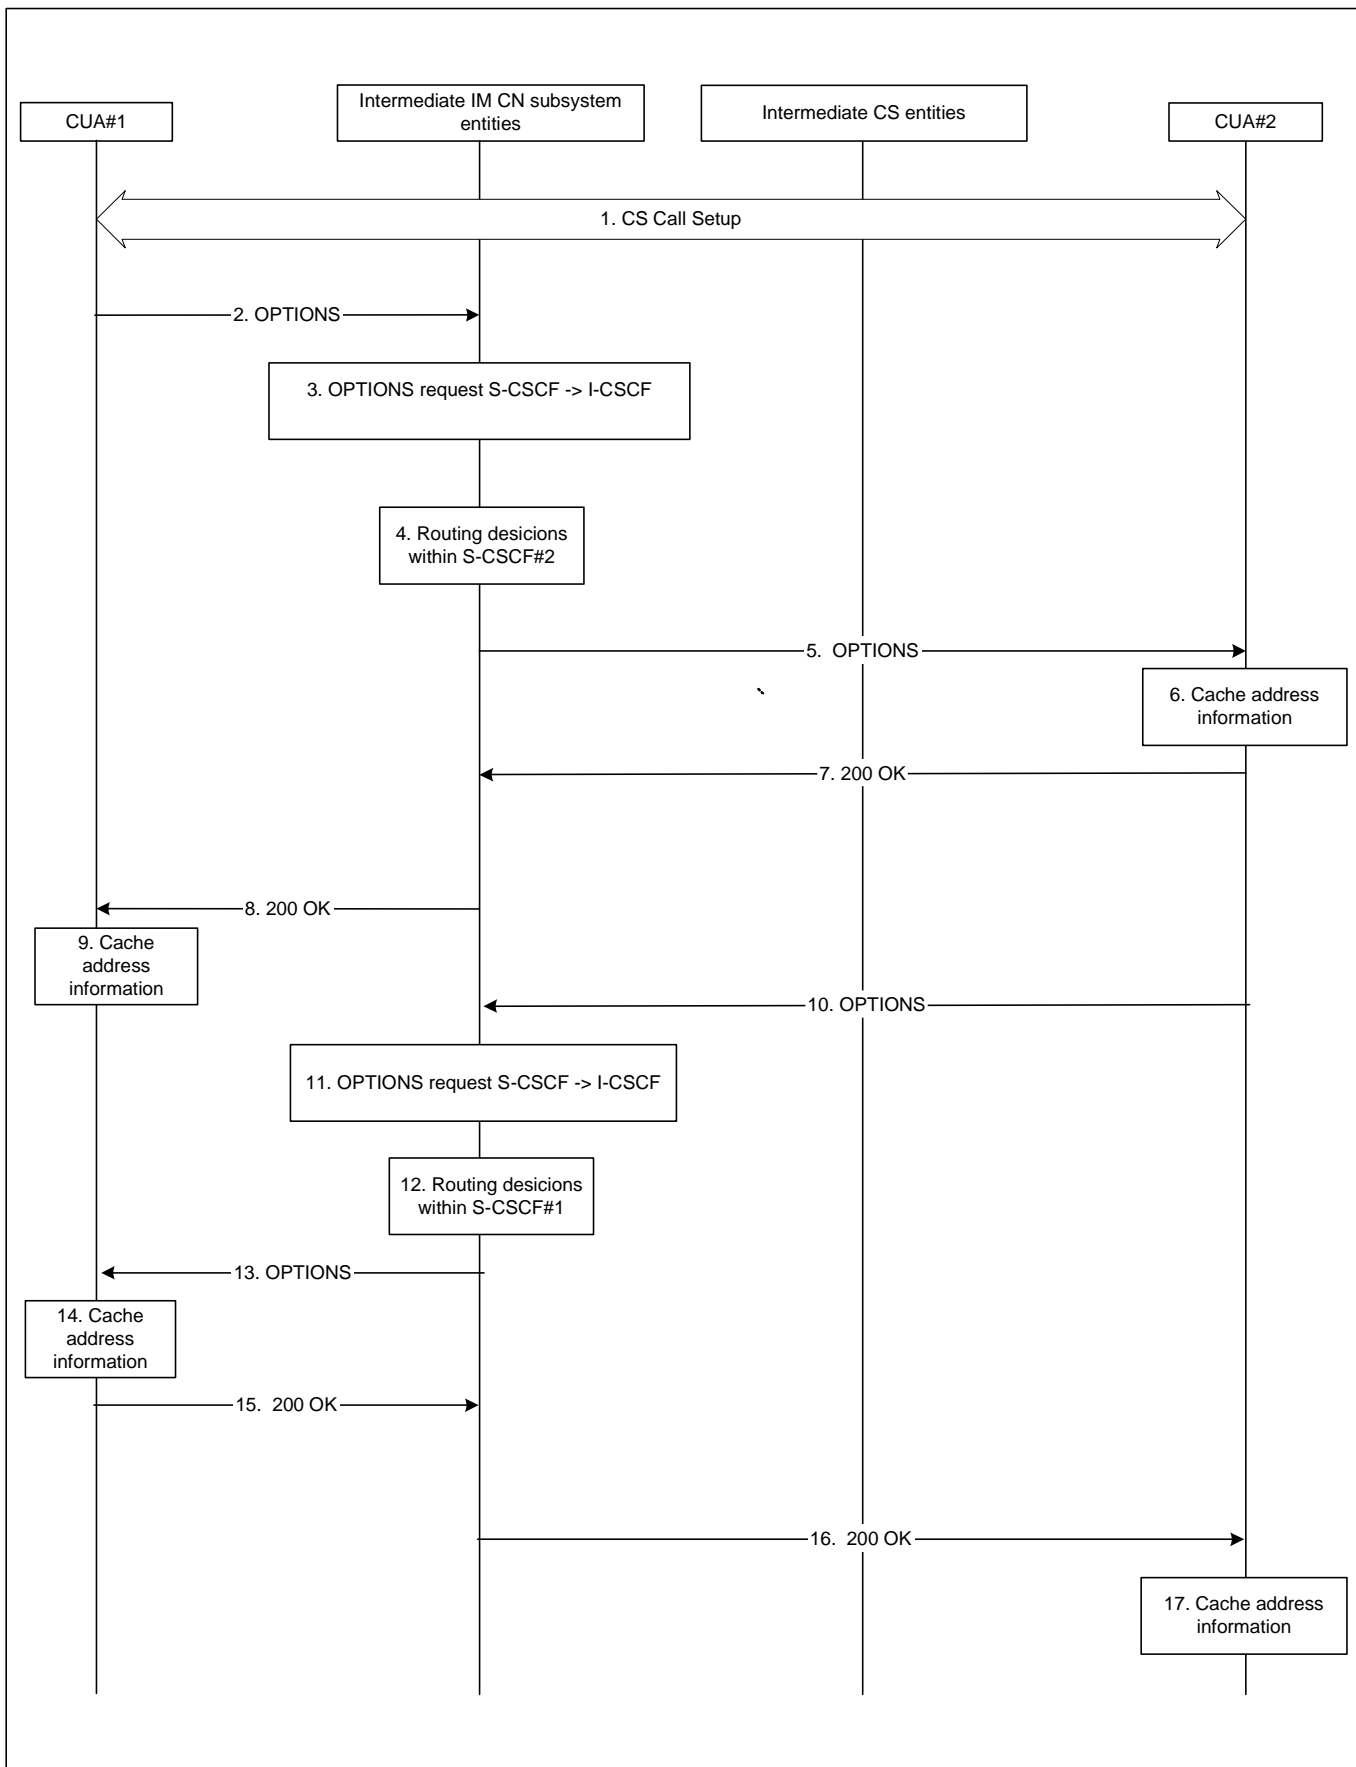 CUA#1
Intermediate IM CN subsystem
entities
Intermediate CS entities
CUA#2
1. CS Call Setup
2. OPTIONS
3. OPTIONS request S-CSCF -> I-CSCF
4. Routing desicions
within S-CSCF#2
5. OPTIONS
6. Cache address
information
7. 200 OK
8. 200 OK
9. Cache
address
information
10. OPTIONS
11. OPTIONS request S-CSCF -> I-CSCF
12. Routing desicions
within S-CSCF#1
13. OPTIONS
14. Cache
address
information
15. 200 OK
16. 200 OK
17. Cache address
information